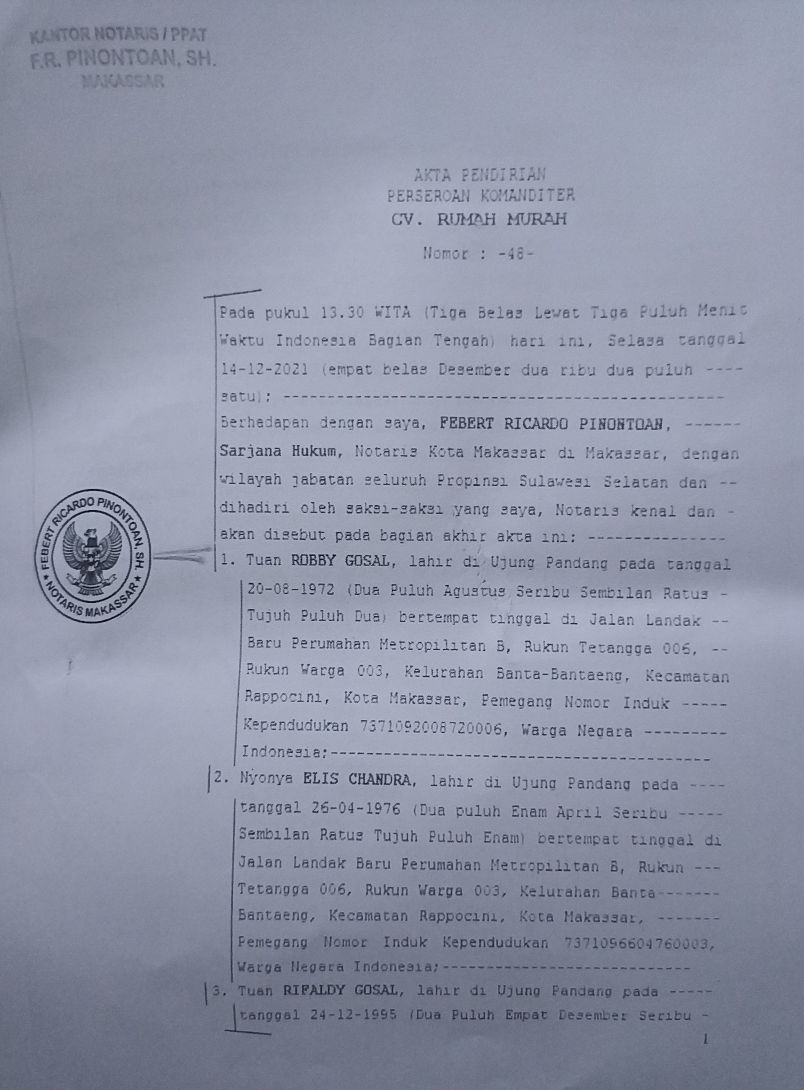 KANTOR NOTARIS / PPAT
F.R. PINONTOAN, SH.
MAKASSAR
AKTA PENDIRIAN
PERSEROAN KOMANDITER
CV. RUMAH MURAH
Nomor : -48-
Pada pukul 13.30 WITA (Tiga Belas Lewat Tiga Puluh Menit
Waktu Indonesia Bagian Tengah) hari ini, Selasa tanggal
14-12-2021 (empat belas Desember dua ribu dua puluh ----
satu); --------------------------------------------------
Berhadapan dengan saya, FEBERT RICARDO PINONTOAN, ------
Sarjana Hukum, Notaris Kota Makassar di Makassar, dengan
wilayah jabatan seluruh Propinsi Sulawesi Selatan dan --
dihadiri oleh saksi-saksi yang saya, Notaris kenal dan -
akan disebut pada bagian akhir akta ini: ---------------
1. Tuan ROBBY GOSAL, lahir di Ujung Pandang pada tanggal
20-08-1972 (Dua Puluh Agustus Seribu Sembilan Ratus -
Tujuh Puluh Dua) bertempat tinggal di Jalan Landak --
Baru Perumahan Metropilitan B, Rukun Tetangga 006, --
Rukun Warga 003, Kelurahan Banta-Bantaeng, Kecamatan
Rappocini, Kota Makassar, Pemegang Nomor Induk -----
Kependudukan 7371092008720006, Warga Negara ---------
Indonesia;-------------------------------------------
2. Nyonya ELIS CHANDRA, lahir di Ujung Pandang pada ----
tanggal 26-04-1976 (Dua puluh Enam April Seribu -----
Sembilan Ratus Tujuh Puluh Enam) bertempat tinggal di
Jalan Landak Baru Perumahan Metropilitan B, Rukun ---
Tetangga 006, Rukun Warga 003, Kelurahan Banta-------
Bantaeng, Kecamatan Rappocini, Kota Makassar, -------
Pemegang Nomor Induk Kependudukan 7371096604760003,
Warga Negara Indonesia;----------------------------
3. Tuan RIFALDY GOSAL, lahir di Ujung Pandang pada -----
tanggal 24-12-1995 (Dua Puluh Empat Desember Seribu -
1
FEBERT RICARDO PINONTOAN, SH
★ NOTARIS MAKASSAR ★